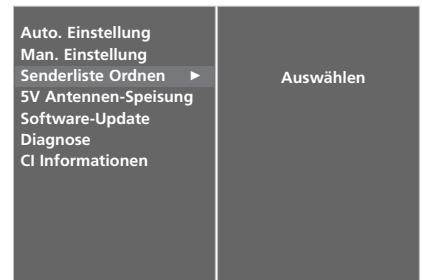 Auto. Einstellung
Man. Einstellung
Senderliste Ordnen ►
5V Antennen-Speisung
Software-Update
Diagnose
CI Informationen
Auswählen